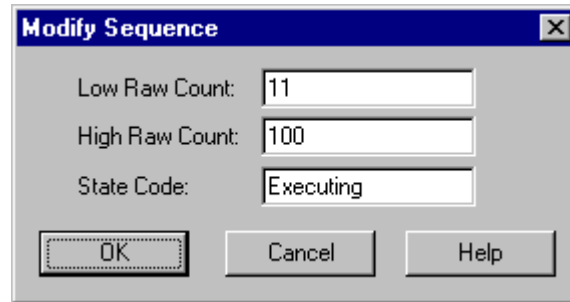 Modify Sequence
Low Raw Count: 11
High Raw Count: 100
State Code: Executing
OK Cancel Help